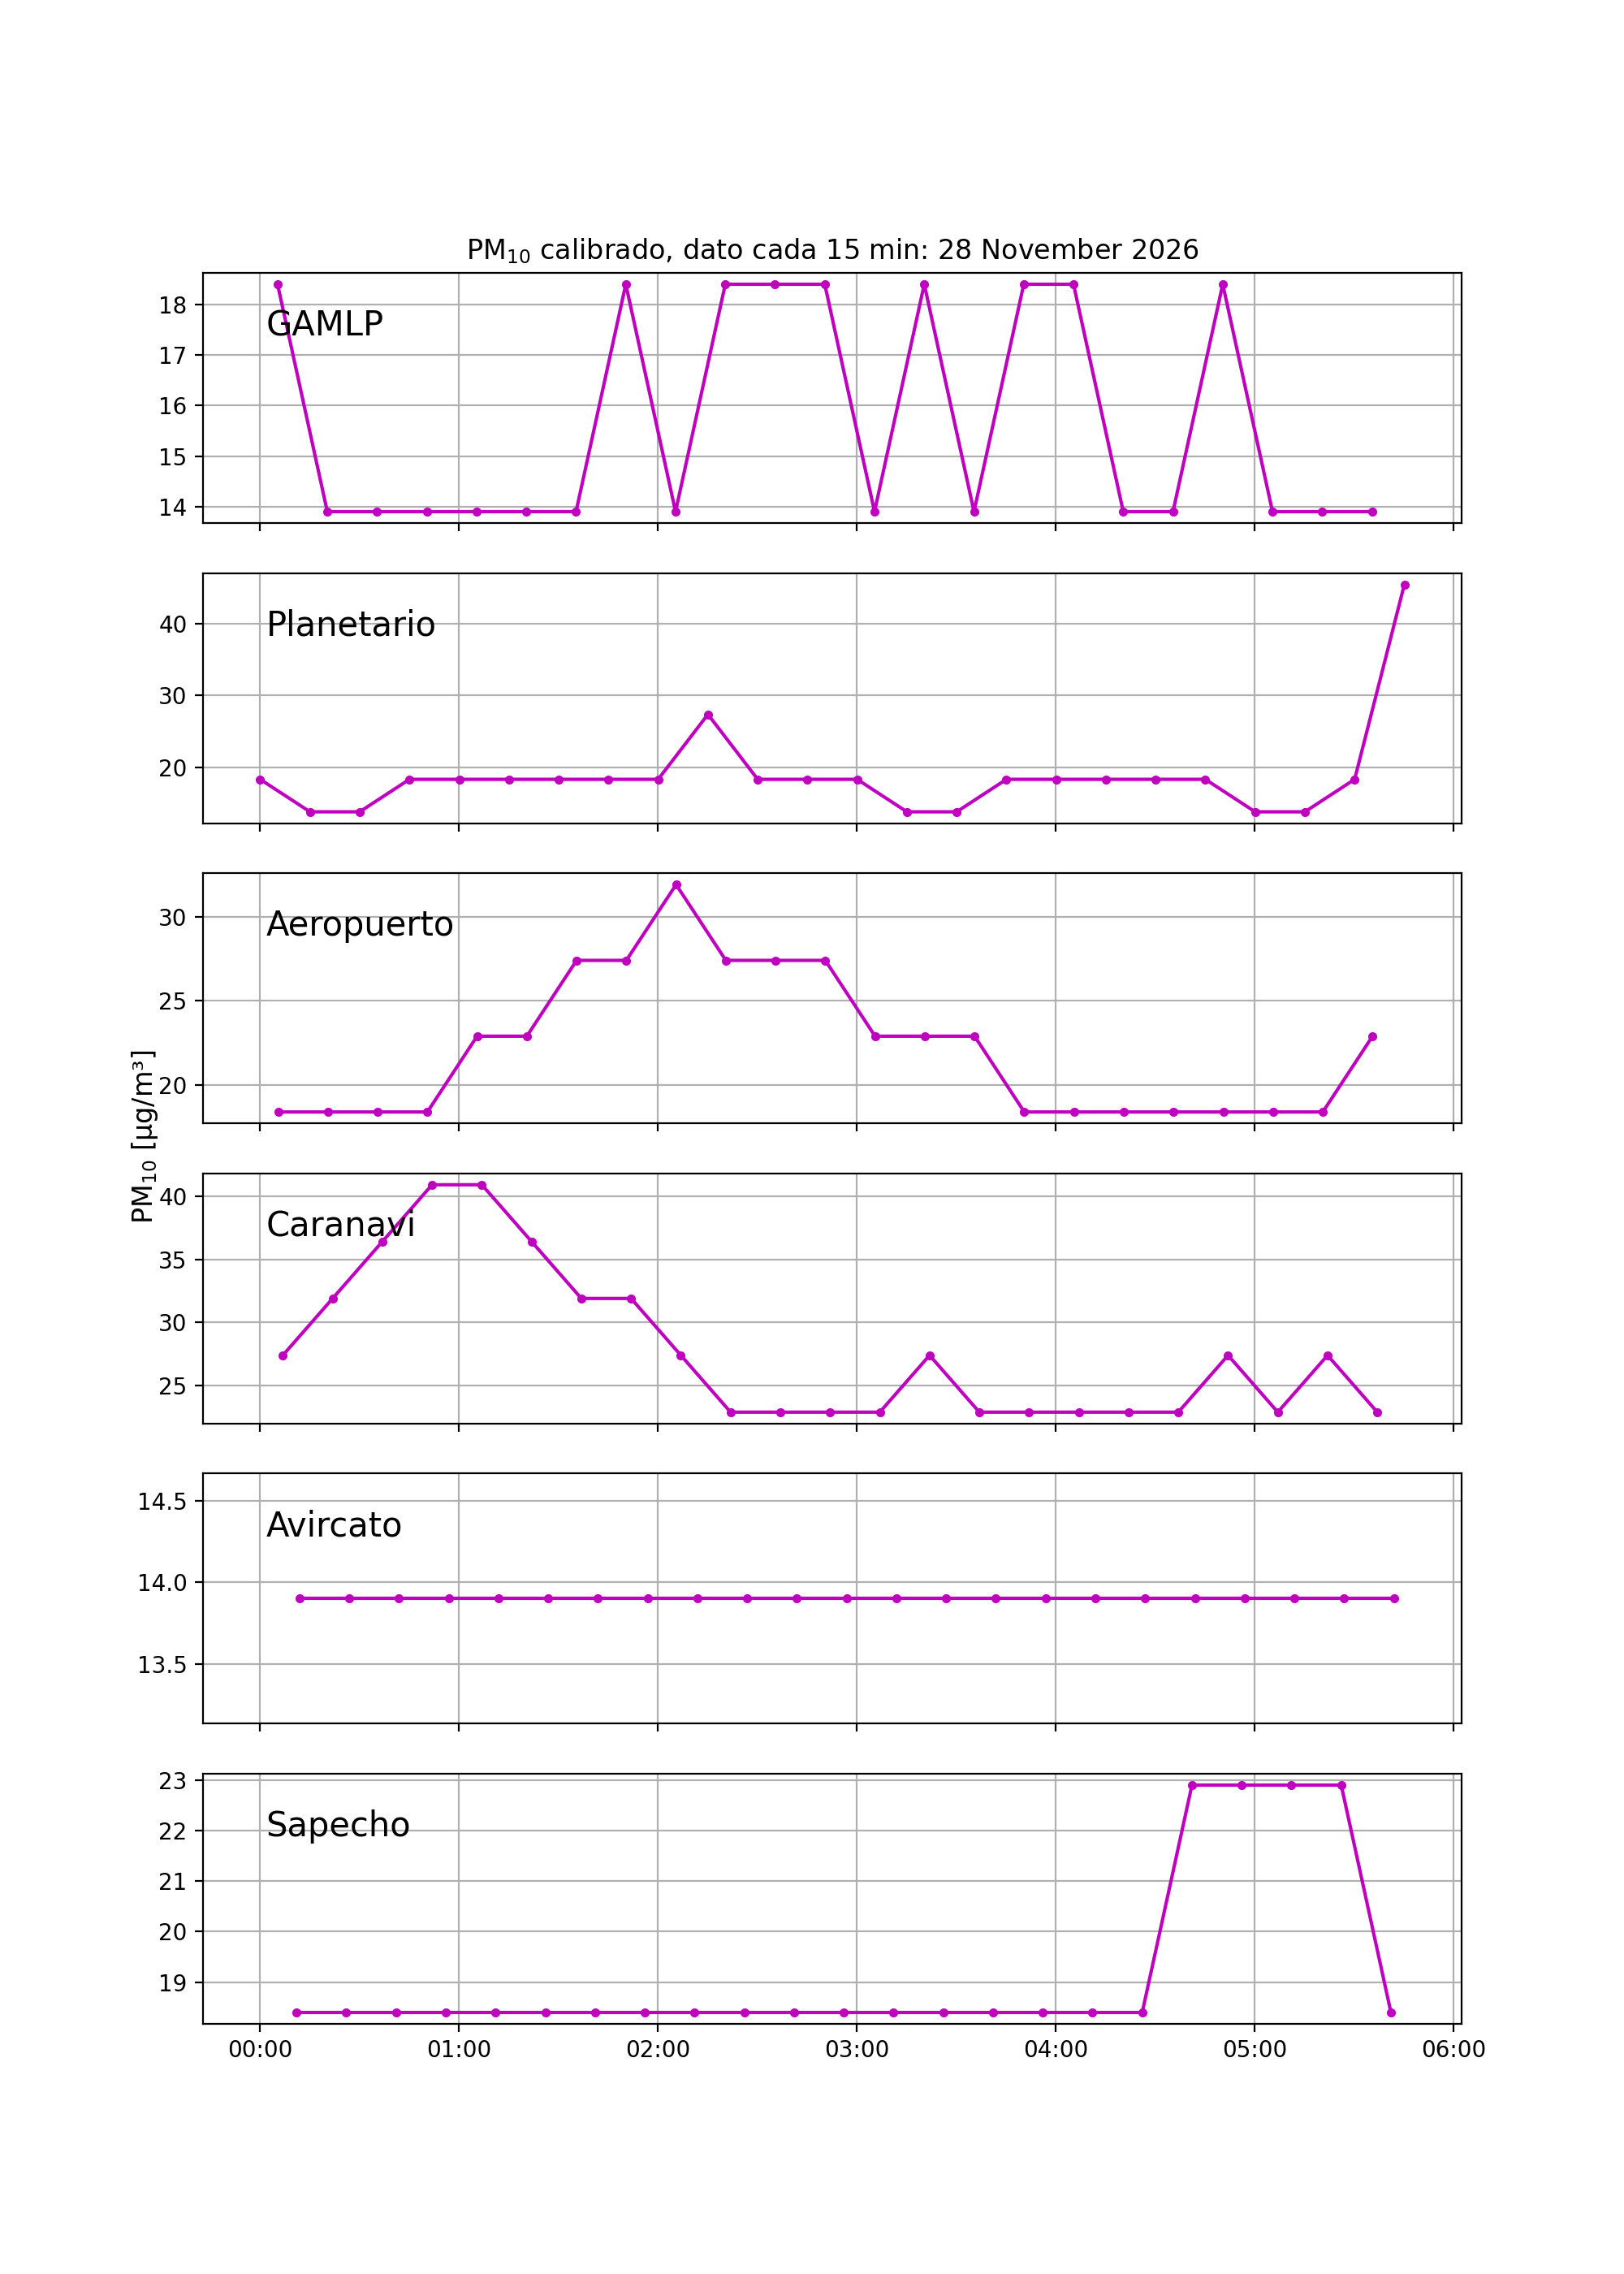 PM₁₀ calibrado, dato cada 15 min: 28 November 2026
18
17
16
15
14
GAMLP
40
30
20
Planetario
30
25
20
Aeropuerto
PM₁₀ [µg/m³]
40
35
30
25
Caranavi
14.5
14.0
13.5
Avircato
23
22
21
20
19
Sapecho
00:00 01:00 02:00 03:00 04:00 05:00 06:00